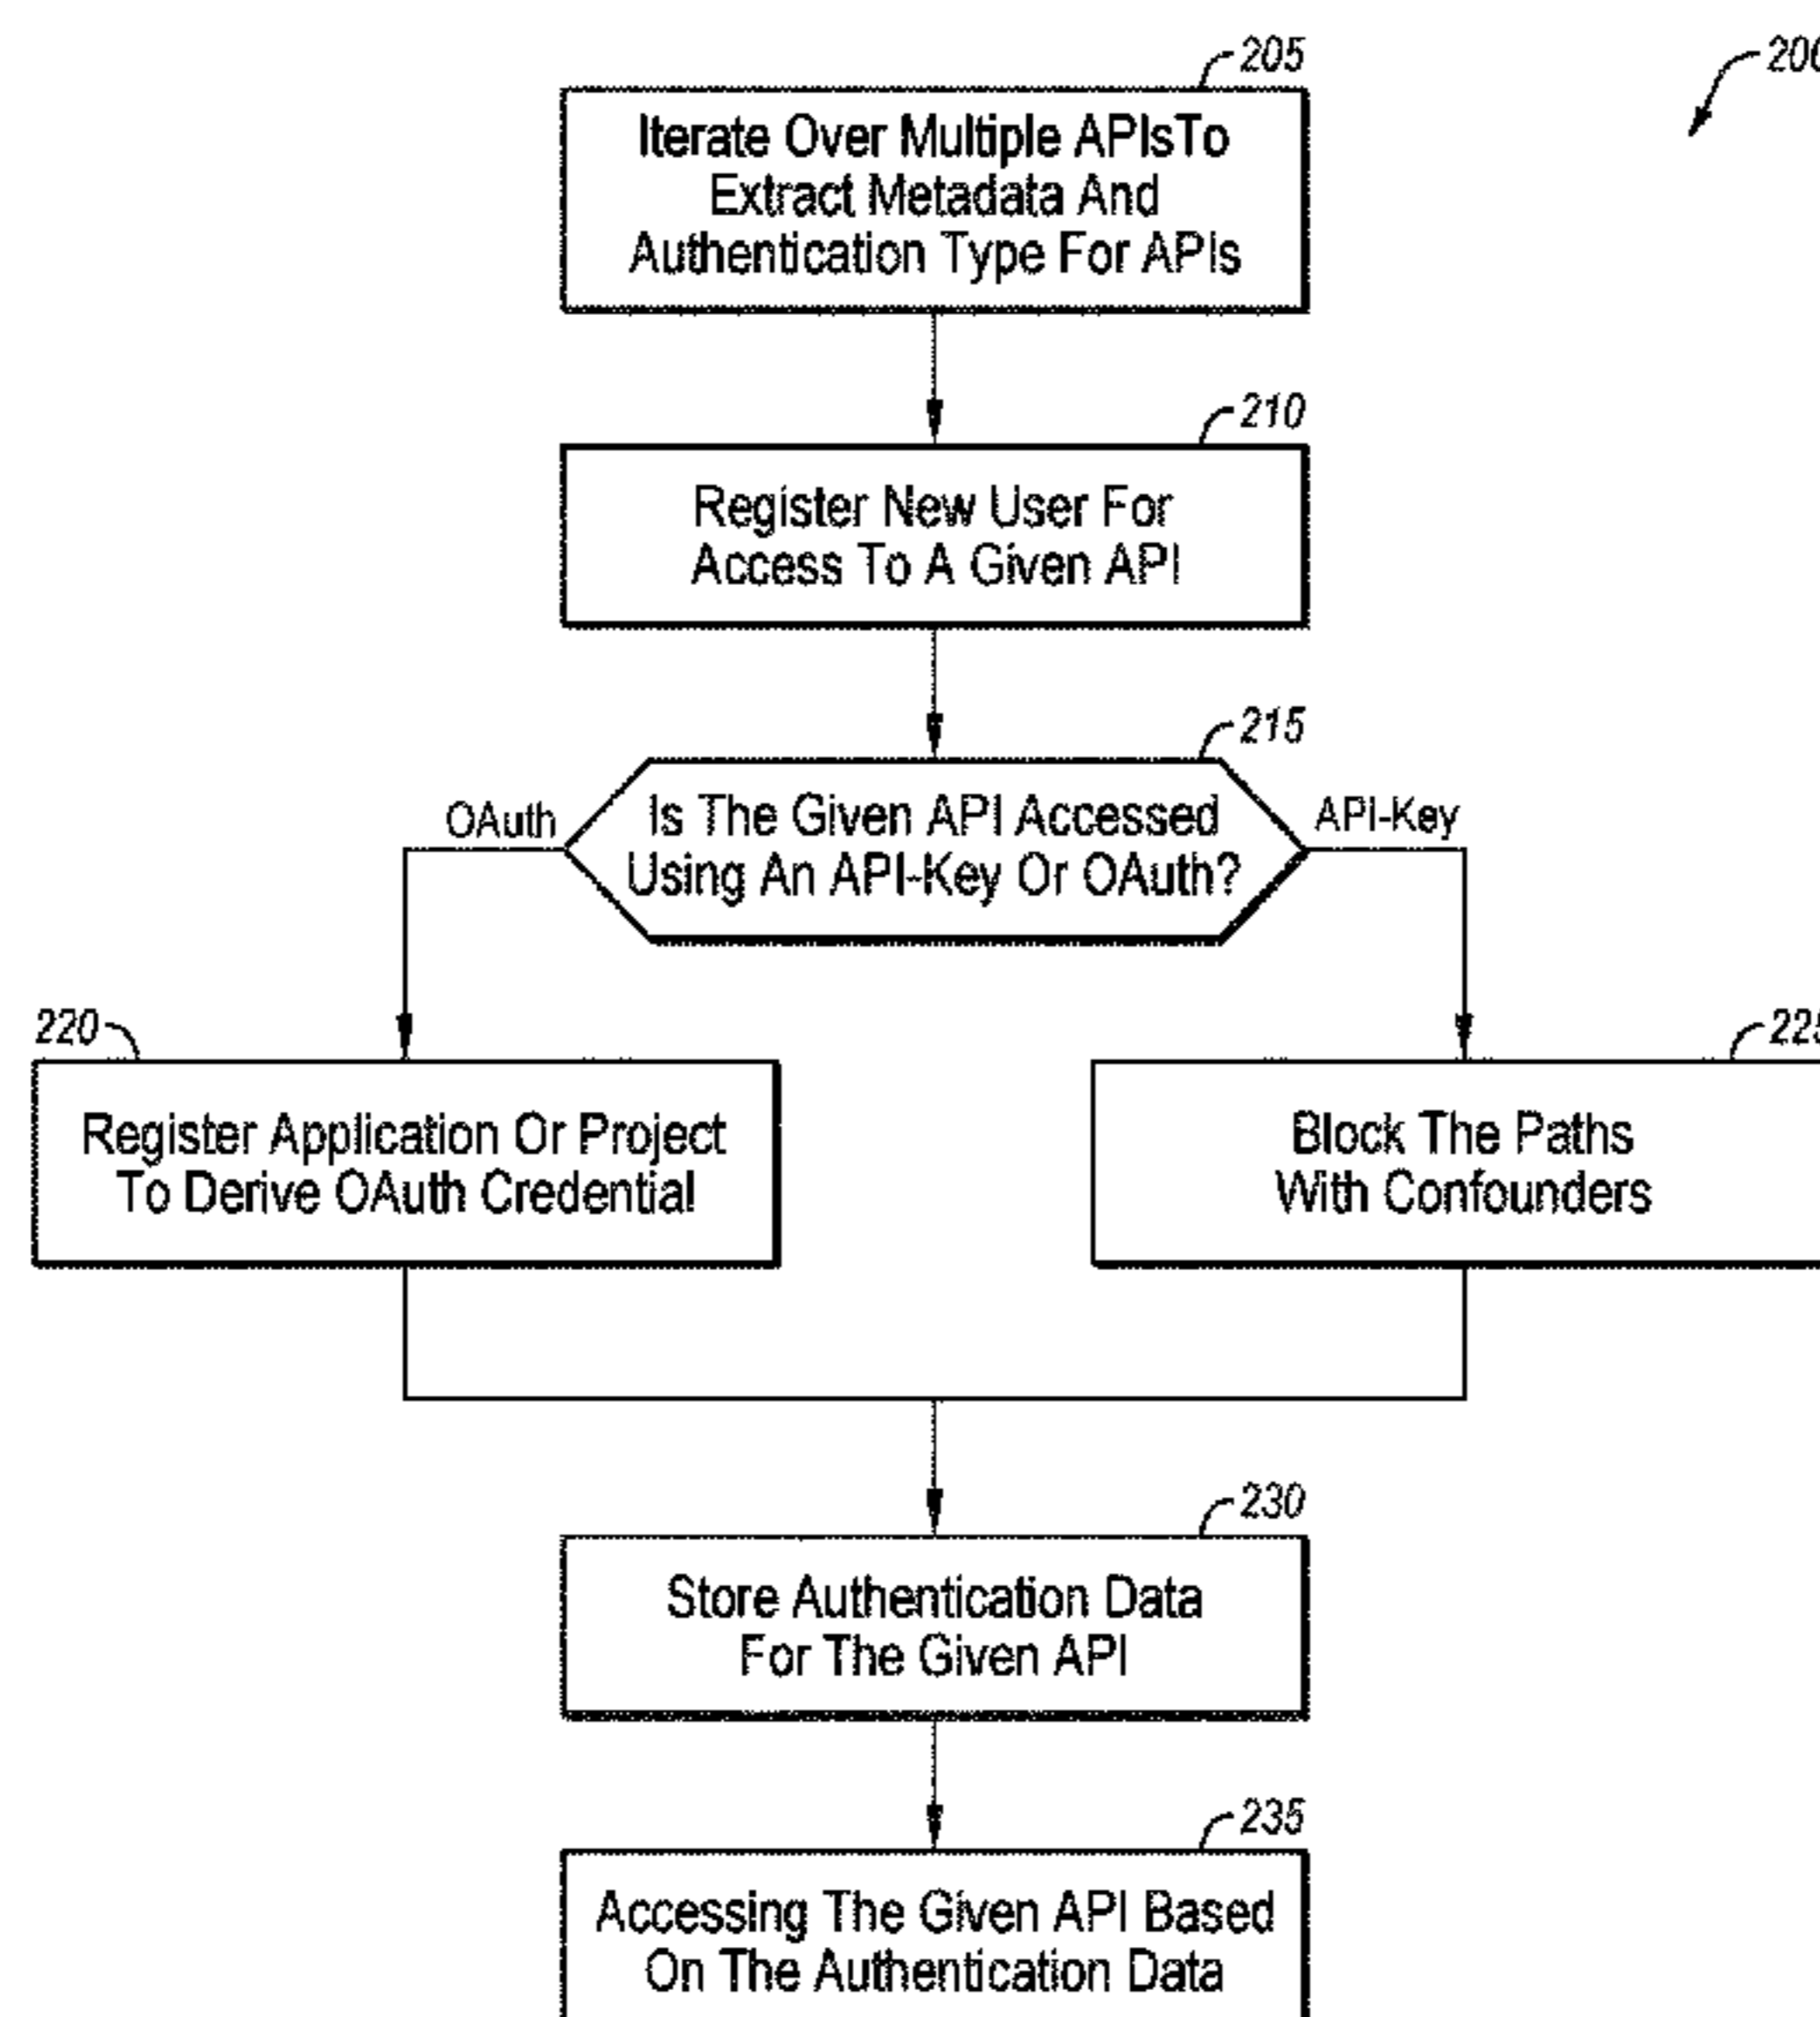 205
200
Iterate Over Multiple APIsTo
Extract Metadata And
Authentication Type For APIs
210
Register New User For
Access To A Given API
215
OAuth
Is The Given API Accessed
Using An API-Key Or OAuth?
API-Key
220
225
Register Application Or Project
To Derive OAuth Credential
Block The Paths
With Confounders
230
Store Authentication Data
For The Given API
235
Accessing The Given API Based
On The Authentication Data